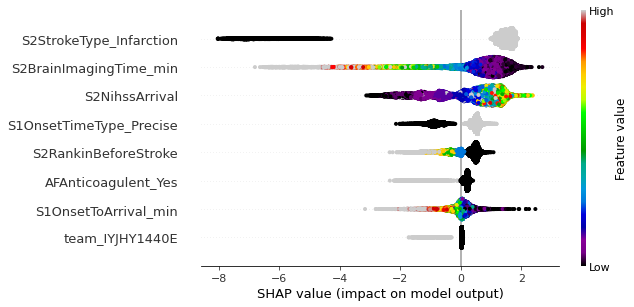 High
S2StrokeType_Infarction
S2BrainImagingTime_min
S2NihssArrival
S1OnsetTimeType_Precise
S2RankinBeforeStroke
AFAnticoagulent_Yes
S1OnsetToArrival_min
team_IYJHY1440E
Feature value
Low
−8 −6 −4 −2 0 2
SHAP value (impact on model output)